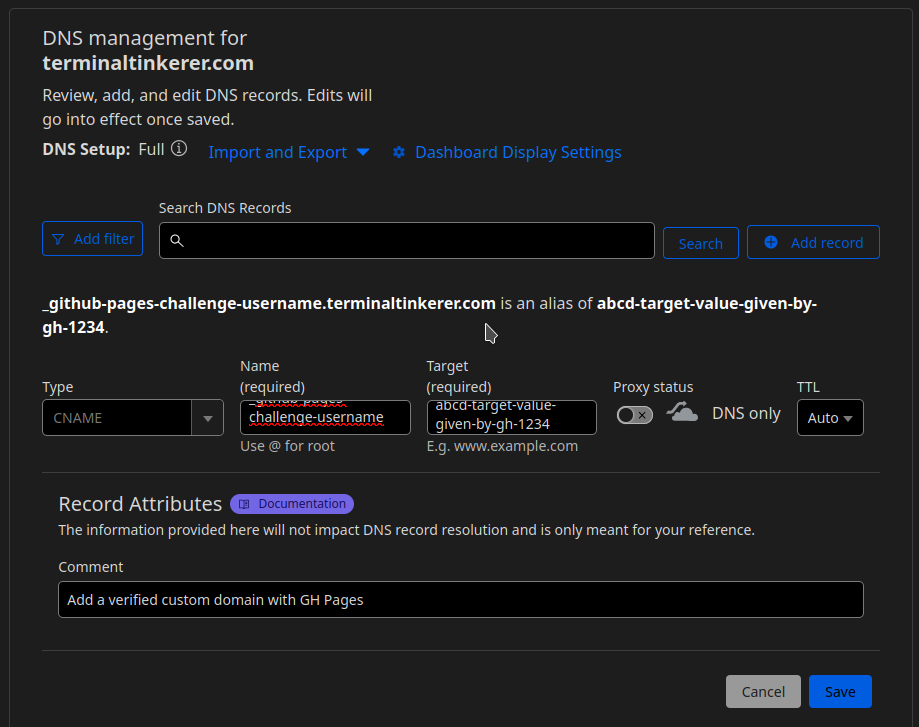 DNS management for
terminaltinkerer.com
Review, add, and edit DNS records. Edits will
go into effect once saved.
DNS Setup: Full
Import and Export
Dashboard Display Settings
Search DNS Records
Add filter
Search
Add record
_github-pages-challenge-username.terminaltinkerer.com is an alias of abcd-target-value-given-by-
gh-1234.
Type
Name
(required)
Target
(required)
Proxy status
TTL
CNAME
_github-pages-
challenge-username
abcd-target-value-
given-by-gh-1234
DNS only
Auto
Use @ for root
E.g. www.example.com
Record Attributes
Documentation
The information provided here will not impact DNS record resolution and is only meant for your reference.
Comment
Add a verified custom domain with GH Pages
Cancel
Save